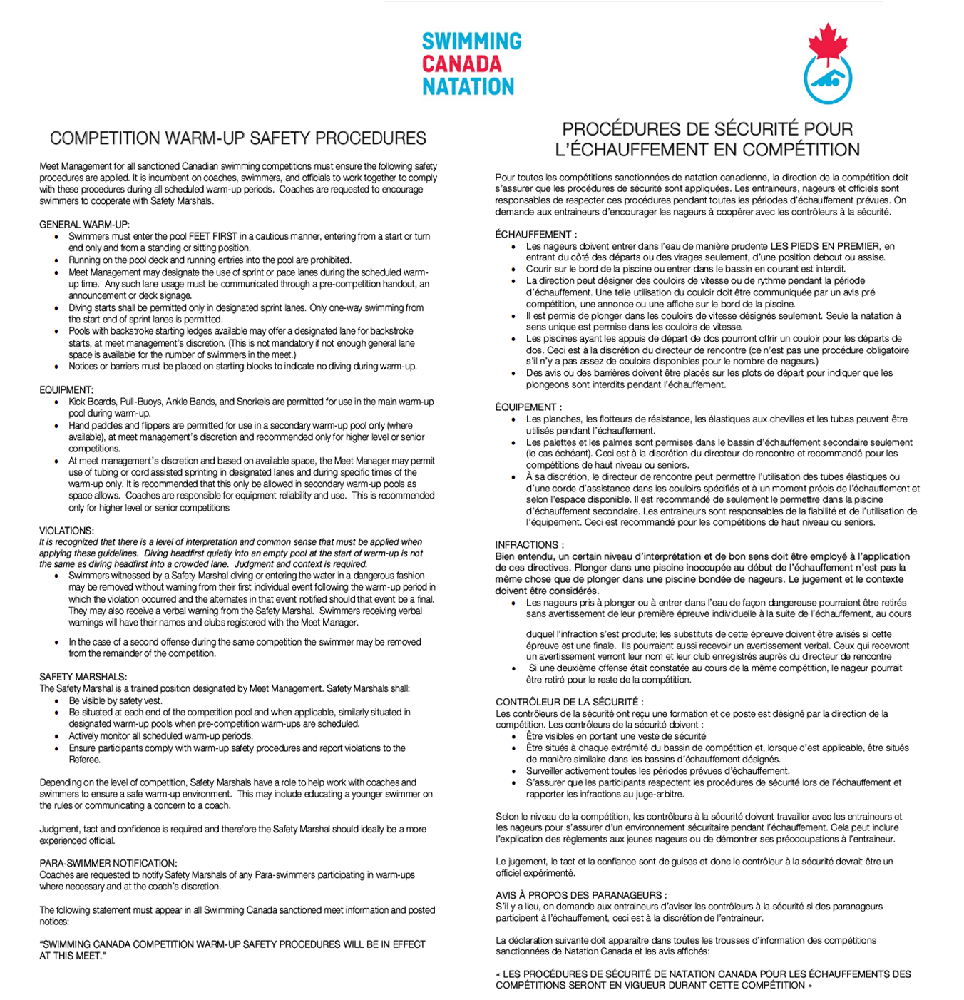 SWIMMING
CANADA
NATATION
COMPETITION WARM-UP SAFETY PROCEDURES
Meet Management for all sanctioned Canadian swimming competitions must ensure the following safety
procedures are applied. It is incumbent on coaches, swimmers, and officials to work together to comply
with these procedures during all scheduled warm-up periods.  Coaches are requested to encourage
swimmers to cooperate with Safety Marshals.
GENERAL WARM-UP:
• Swimmers must enter the pool FEET FIRST in a cautious manner, entering from a start or turn
end only and from a standing or sitting position.
• Running on the pool deck and running entries into the pool are prohibited.
• Meet Management may designate the use of sprint or pace lanes during the scheduled warm-
up time.  Any such lane usage must be communicated through a pre-competition handout, an
announcement or deck signage.
• Diving starts shall be permitted only in designated sprint lanes. Only one-way swimming from
the start end of sprint lanes is permitted.
• Pools with backstroke starting ledges available may offer a designated lane for backstroke
starts, at meet management's discretion. (This is not mandatory if not enough general lane
space is available for the number of swimmers in the meet.)
• Notices or barriers must be placed on starting blocks to indicate no diving during warm-up.
EQUIPMENT:
• Kick Boards, Pull-Buoys, Ankle Bands, and Snorkels are permitted for use in the main warm-up
pool during warm-up.
• Hand paddles and flippers are permitted for use in a secondary warm-up pool only (where
available), at meet management's discretion and recommended only for higher level or senior
competitions.
• At meet management's discretion and based on available space, the Meet Manager may permit
use of tubing or cord assisted sprinting in designated lanes and during specific times of the
warm-up only. It is recommended that this only be allowed in secondary warm-up pools as
space allows.  Coaches are responsible for equipment reliability and use.  This is recommended
only for higher level or senior competitions
VIOLATIONS:
It is recognized that there is a level of interpretation and common sense that must be applied when
applying these guidelines.  Diving headfirst quietly into an empty pool at the start of warm-up is not
the same as diving headfirst into a crowded lane.  Judgment and context is required.
• Swimmers witnessed by a Safety Marshal diving or entering the water in a dangerous fashion
may be removed without warning from their first individual event following the warm-up period in
which the violation occurred and the alternates in that event notified should that event be a final.
They may also receive a verbal warning from the Safety Marshal.  Swimmers receiving verbal
warnings will have their names and clubs registered with the Meet Manager.
• In the case of a second offense during the same competition the swimmer may be removed
from the remainder of the competition.
SAFETY MARSHALS:
The Safety Marshal is a trained position designated by Meet Management. Safety Marshals shall:
• Be visible by safety vest.
• Be situated at each end of the competition pool and when applicable, similarly situated in
designated warm-up pools when pre-competition warm-ups are scheduled.
• Actively monitor all scheduled warm-up periods.
• Ensure participants comply with warm-up safety procedures and report violations to the
Referee.
Depending on the level of competition, Safety Marshals have a role to help work with coaches and
swimmers to ensure a safe warm-up environment.  This may include educating a younger swimmer on
the rules or communicating a concern to a coach.
Judgment, tact and confidence is required and therefore the Safety Marshal should ideally be a more
experienced official.
PARA-SWIMMER NOTIFICATION:
Coaches are requested to notify Safety Marshals of any Para-swimmers participating in warm-ups
where necessary and at the coach's discretion.
The following statement must appear in all Swimming Canada sanctioned meet information and posted
notices:
"SWIMMING CANADA COMPETITION WARM-UP SAFETY PROCEDURES WILL BE IN EFFECT
AT THIS MEET."
PROCÉDURES DE SÉCURITÉ POUR
L'ÉCHAUFFEMENT EN COMPÉTITION
Pour toutes les compétitions sanctionnées de natation canadienne, la direction de la compétition doit
s'assurer que les procédures de sécurité sont appliquées. Les entraineurs, nageurs et officiels sont
responsables de respecter ces procédures pendant toutes les périodes d'échauffement prévues. On
demande aux entraineurs d'encourager les nageurs à coopérer avec les contrôleurs à la sécurité.
ÉCHAUFFEMENT :
• Les nageurs doivent entrer dans l'eau de manière prudente LES PIEDS EN PREMIER, en
entrant du côté des départs ou des virages seulement, d'une position debout ou assise.
• Courir sur le bord de la piscine ou entrer dans le bassin en courant est interdit.
• La direction peut désigner des couloirs de vitesse ou de rythme pendant la période
d'échauffement. Une telle utilisation du couloir doit être communiquée par un avis pré
compétition, une annonce ou une affiche sur le bord de la piscine.
• Il est permis de plonger dans les couloirs de vitesse désignés seulement. Seule la natation à
sens unique est permise dans les couloirs de vitesse.
• Les piscines ayant les appuis de départ de dos pourront offrir un couloir pour les départs de
dos. Ceci est à la discrétion du directeur de rencontre (ce n'est pas une procédure obligatoire
s'il n'y a pas assez de couloirs disponibles pour le nombre de nageurs.)
• Des avis ou des barrières doivent être placés sur les plots de départ pour indiquer que les
plongeons sont interdits pendant l'échauffement.
ÉQUIPEMENT :
• Les planches, les flotteurs de résistance, les élastiques aux chevilles et les tubas peuvent être
utilisés pendant l'échauffement.
• Les palettes et les palmes sont permises dans le bassin d'échauffement secondaire seulement
(le cas échéant). Ceci est à la discrétion du directeur de rencontre et recommandé pour les
compétitions de haut niveau ou seniors.
• À sa discrétion, le directeur de rencontre peut permettre l'utilisation des tubes élastiques ou
d'une corde d'assistance dans les couloirs spécifiés et à un moment précis de l'échauffement et
selon l'espace disponible. Il est recommandé de seulement le permettre dans la piscine
d'échauffement secondaire. Les entraineurs sont responsables de la fiabilité et de l'utilisation de
l'équipement. Ceci est recommandé pour les compétitions de haut niveau ou seniors.
INFRACTIONS :
Bien entendu, un certain niveau d'interprétation et de bon sens doit être employé à l'application
de ces directives. Plonger dans une piscine inoccupée au début de l'échauffement n'est pas la
même chose que de plonger dans une piscine bondée de nageurs. Le jugement et le contexte
doivent être considérés.
• Les nageurs pris à plonger ou à entrer dans l'eau de façon dangereuse pourraient être retirés
sans avertissement de leur première épreuve individuelle à la suite de l'échauffement, au cours
duquel l'infraction s'est produite; les substituts de cette épreuve doivent être avisés si cette
épreuve est une finale.  Ils pourraient aussi recevoir un avertissement verbal. Ceux qui recevront
un avertissement verront leur nom et leur club enregistrés auprès du directeur de rencontre
• Si une deuxième offense était constatée au cours de la même compétition, le nageur pourrait
être retiré pour le reste de la compétition.
CONTRÔLEUR DE LA SÉCURITÉ :
Les contrôleurs de la sécurité ont reçu une formation et ce poste est désigné par la direction de la
compétition. Les contrôleurs de la sécurité doivent :
• Être visibles en portant une veste de sécurité
• Être situés à chaque extrémité du bassin de compétition et, lorsque c'est applicable, être situés
de manière similaire dans les bassins d'échauffement désignés.
• Surveiller activement toutes les périodes prévues d'échauffement.
• S'assurer que les participants respectent les procédures de sécurité lors de l'échauffement et
rapporter les infractions au juge-arbitre.
Selon le niveau de la compétition, les contrôleurs à la sécurité doivent travailler avec les entraineurs et
les nageurs pour s'assurer d'un environnement sécuritaire pendant l'échauffement. Cela peut inclure
l'explication des règlements aux jeunes nageurs ou de démontrer ses préoccupations à l'entraineur.
Le jugement, le tact et la confiance sont de guises et donc le contrôleur à la sécurité devrait être un
officiel expérimenté.
AVIS À PROPOS DES PARANAGEURS :
S'il y a lieu, on demande aux entraineurs d'aviser les contrôleurs à la sécurité si des paranageurs
participent à l'échauffement, ceci est à la discrétion de l'entraineur.
La déclaration suivante doit apparaître dans toutes les trousses d'information des compétitions
sanctionnées de Natation Canada et les avis affichés:
« LES PROCÉDURES DE SÉCURITÉ DE NATATION CANADA POUR LES ÉCHAUFFEMENTS DES
COMPÉTITIONS SERONT EN VIGUEUR DURANT CETTE COMPÉTITION »